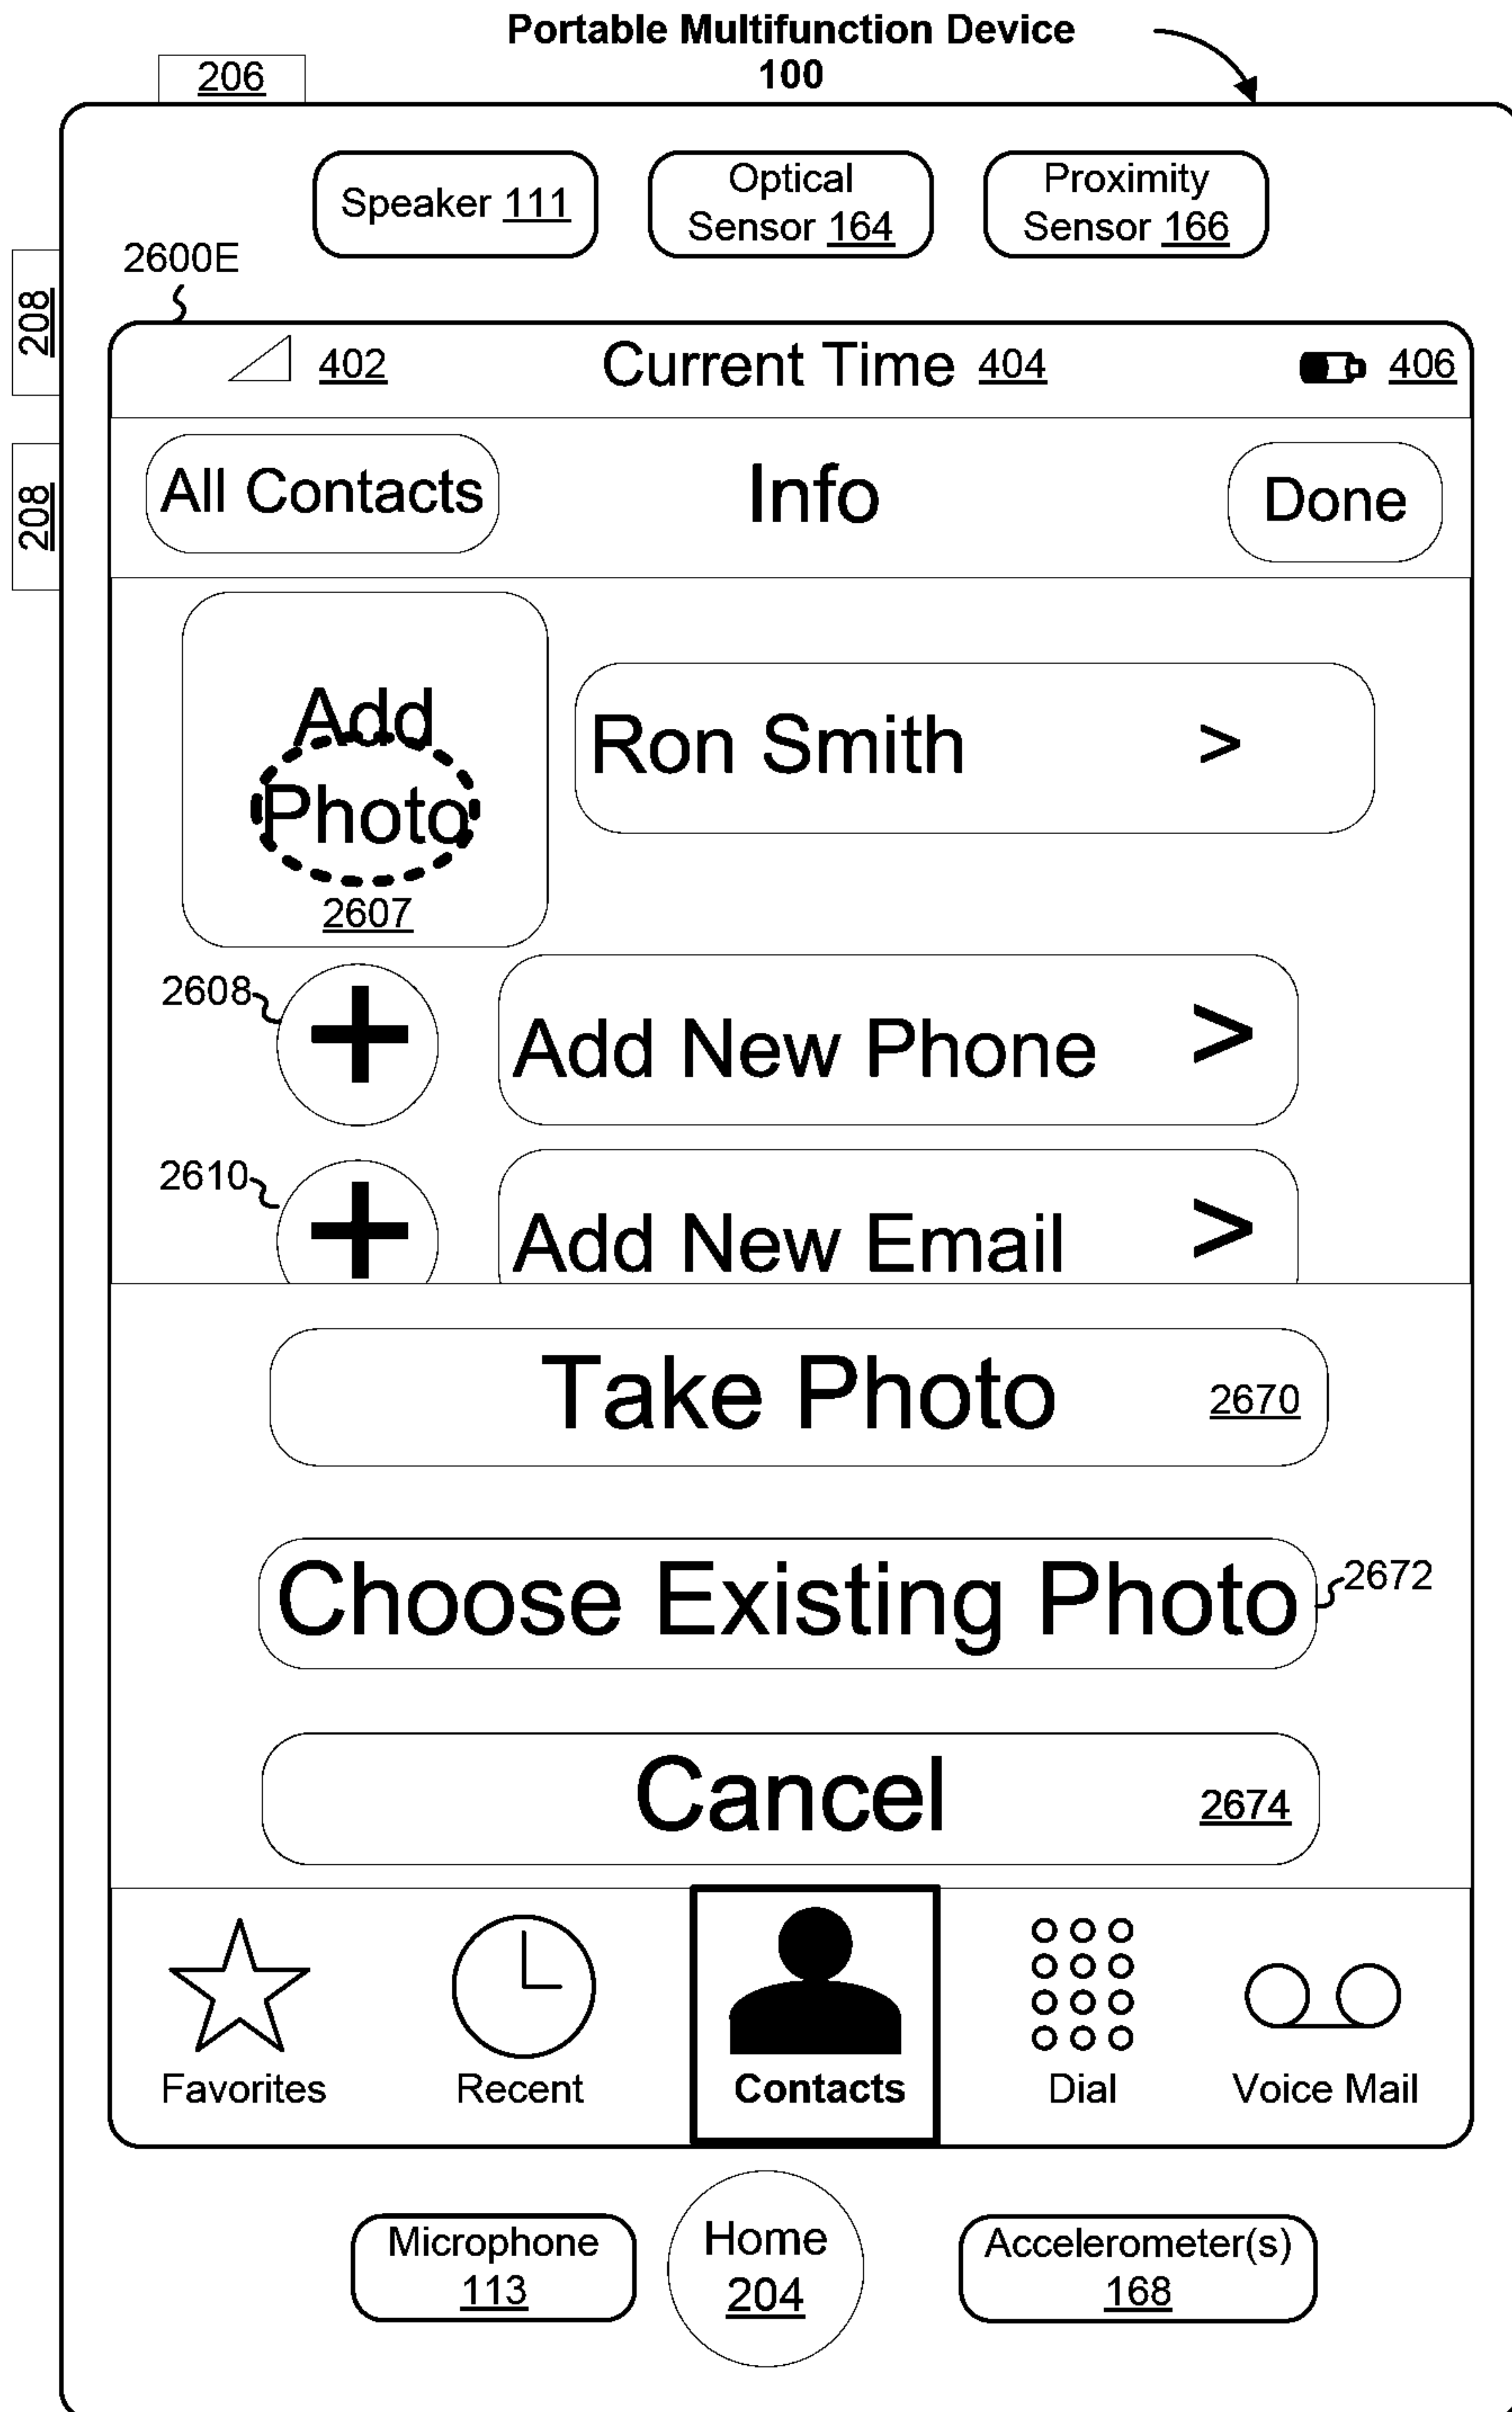 Portable Multifunction Device
100
206
Speaker 111
Optical
Sensor 164
Proximity
Sensor 166
2600E
208
208
402
Current Time 404
406
All Contacts
Info
Done
Add
Photo
2607
Ron Smith >
2608
+
Add New Phone >
2610
+
Add New Email >
Take Photo 2670
Choose Existing Photo
2672
Cancel 2674
Favorites
Recent
Contacts
Dial
Voice Mail
Microphone
113
Home
204
Accelerometer(s)
168